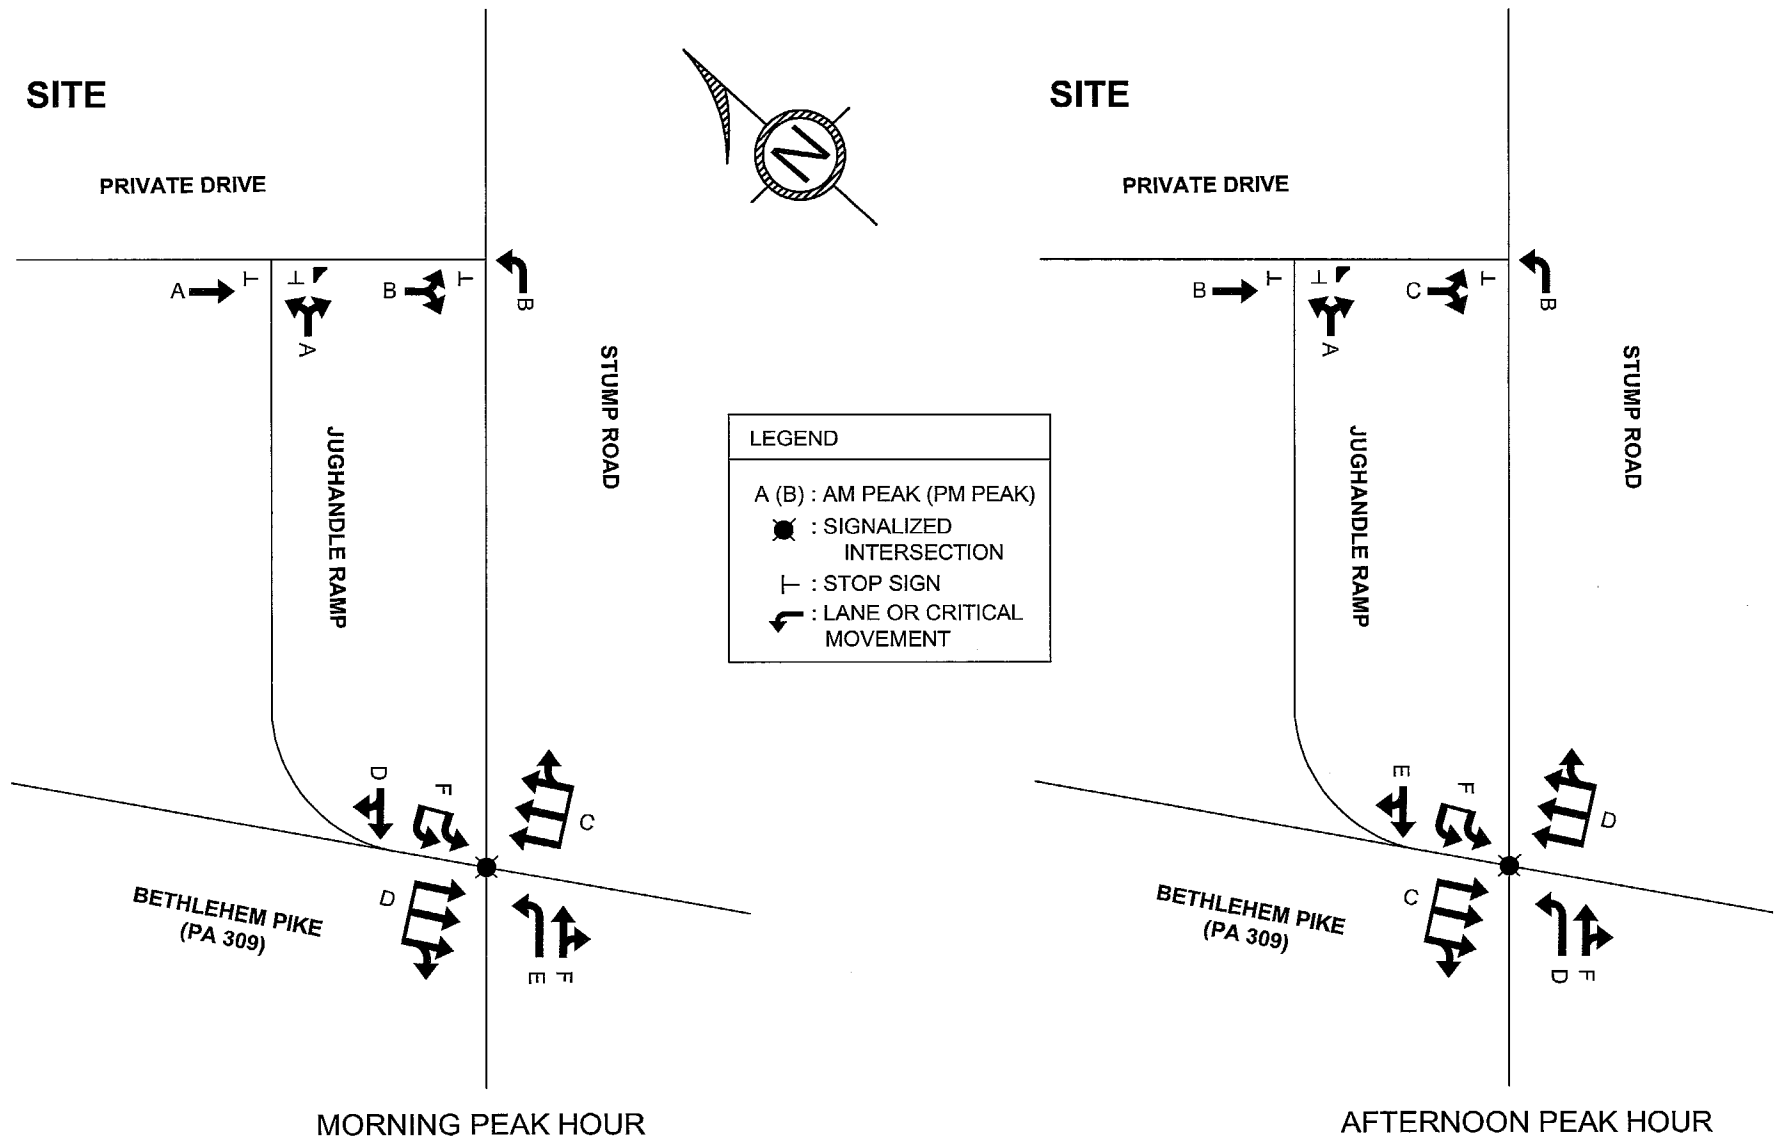 SITE
PRIVATE DRIVE
A
B
B
A
STUMP ROAD
JUGHANDLE RAMP
D
F
C
D
BETHLEHEM PIKE
(PA 309)
E
F
MORNING PEAK HOUR
N
LEGEND
A (B) : AM PEAK (PM PEAK)
: SIGNALIZED
INTERSECTION
: STOP SIGN
: LANE OR CRITICAL
MOVEMENT
SITE
PRIVATE DRIVE
B
C
B
A
STUMP ROAD
JUGHANDLE RAMP
E
F
D
C
BETHLEHEM PIKE
(PA 309)
D
F
AFTERNOON PEAK HOUR